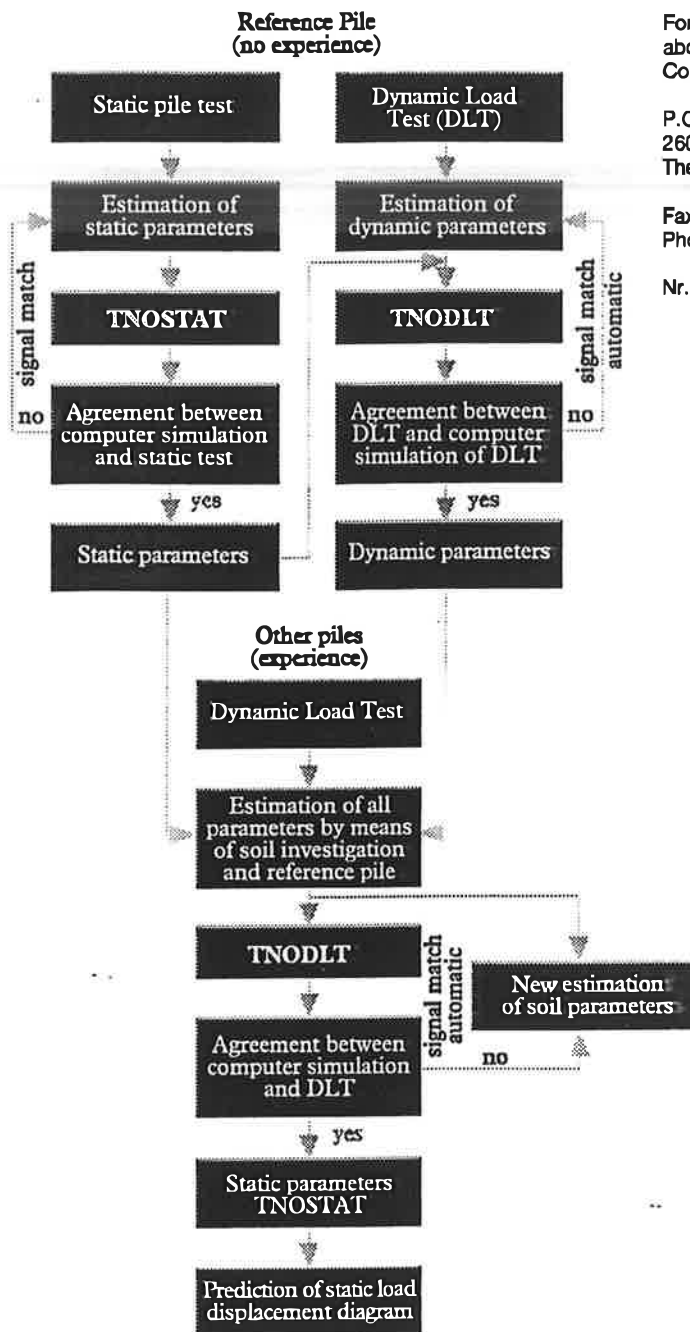 Reference Pile
(no experience)
Static pile test
Dynamic Load
Test (DLT)
Estimation of
static parameters
Estimation of
dynamic parameters
signal match
signal match
automatic
TNOSTAT
TNODLT
no
Agreement between
computer simulation
and static test
Agreement between
DLT and computer
simulation of DLT
no
yes
yes
Static parameters
Dynamic parameters
Other piles
(experience)
Dynamic Load Test
Estimation of all
parameters by means
of soil investigation
and reference pile
TNODLT
signal match
automatic
New estimation
of soil parameters
Agreement between
computer simulation
and DLT
no
yes
Static parameters
TNOSTAT
Prediction of static load
displacement diagram
P.O
260
The
Fax
Nr.